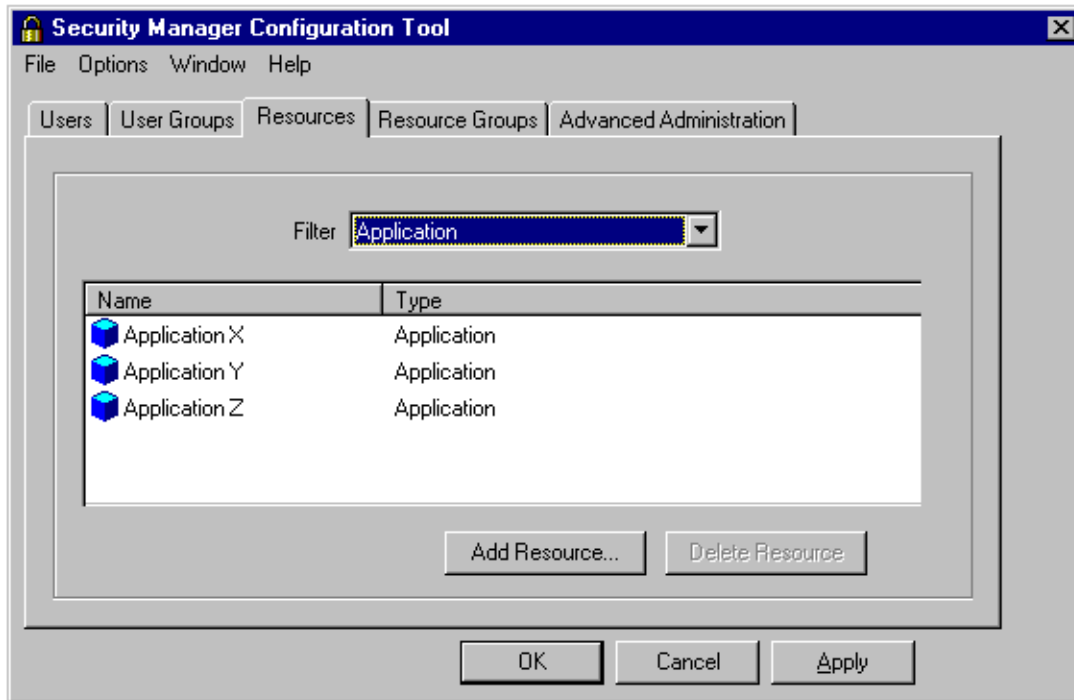 Security Manager Configuration Tool
File Options Window Help
Users User Groups Resources Resource Groups Advanced Administration
Filter Application
Name Type
Application X Application
Application Y Application
Application Z Application
Add Resource... Delete Resource
OK Cancel Apply